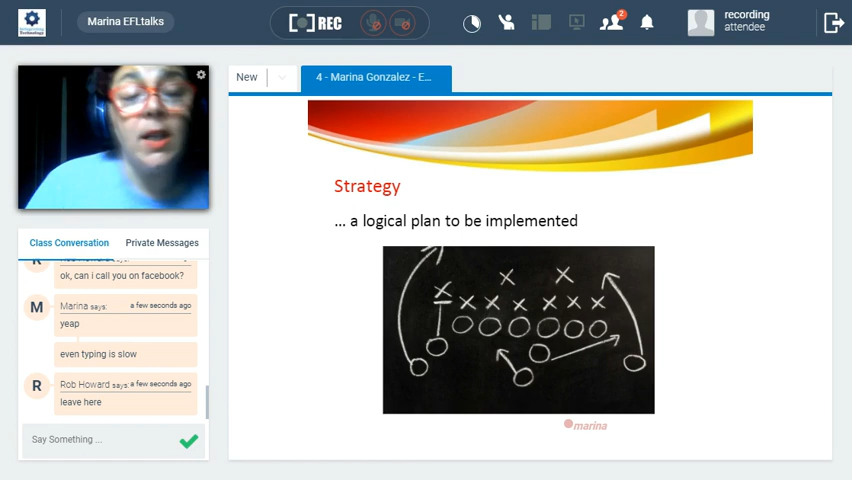 Marina EFLtalks
REC
2
recording
attendee
New
4 - Marina Gonzalez - E...
Strategy
... a logical plan to be implemented
marina
Class Conversation
Private Messages
ok, can i call you on facebook?
M
Marina says:
a few seconds ago
yeap
even typing is slow
R
Rob Howard says:
a few seconds ago
leave here
Say Something ...